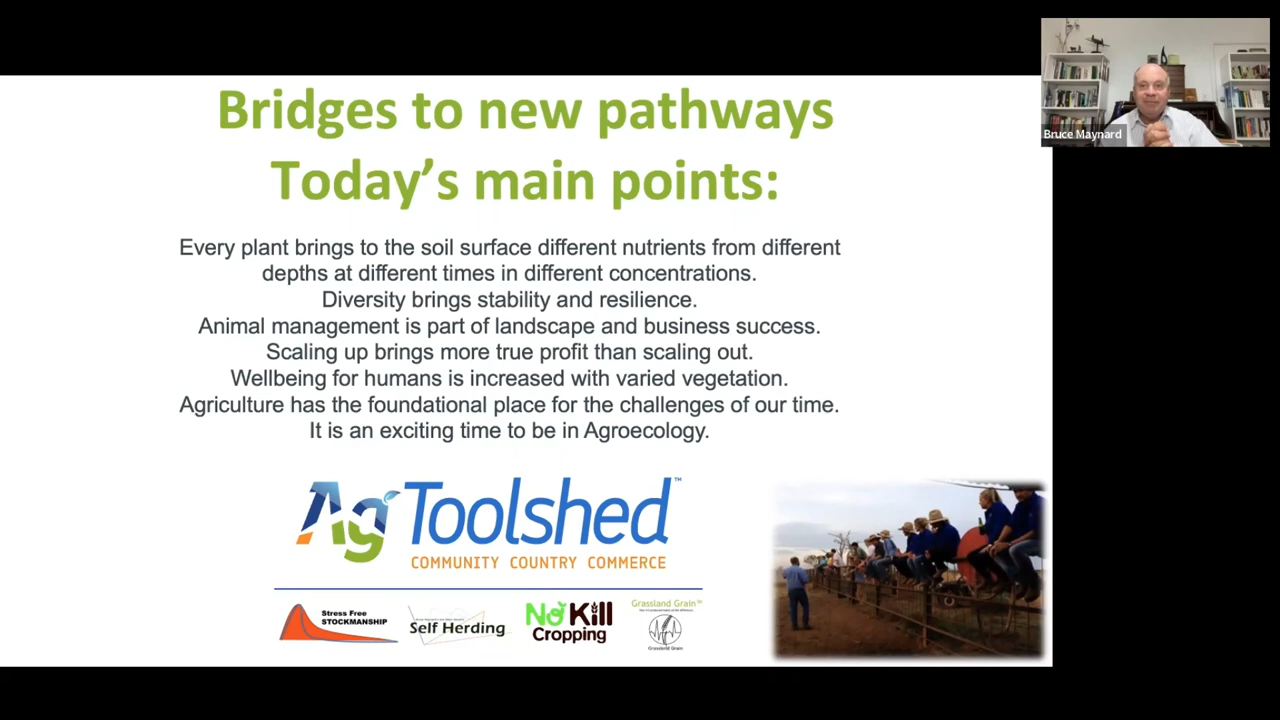 Bridges to new pathways
Today's main points:
Bruce Maynard
Every plant brings to the soil surface different nutrients from different
depths at different times in different concentrations.
Diversity brings stability and resilience.
Animal management is part of landscape and business success.
Scaling up brings more true profit than scaling out.
Wellbeing for humans is increased with varied vegetation.
Agriculture has the foundational place for the challenges of our time.
It is an exciting time to be in Agroecology.
Ag Toolshed™
COMMUNITY COUNTRY COMMERCE
Stress Free
STOCKMANSHIP
Self Herding
No Kill
Cropping
Grassland Grain™
Grassland Grain